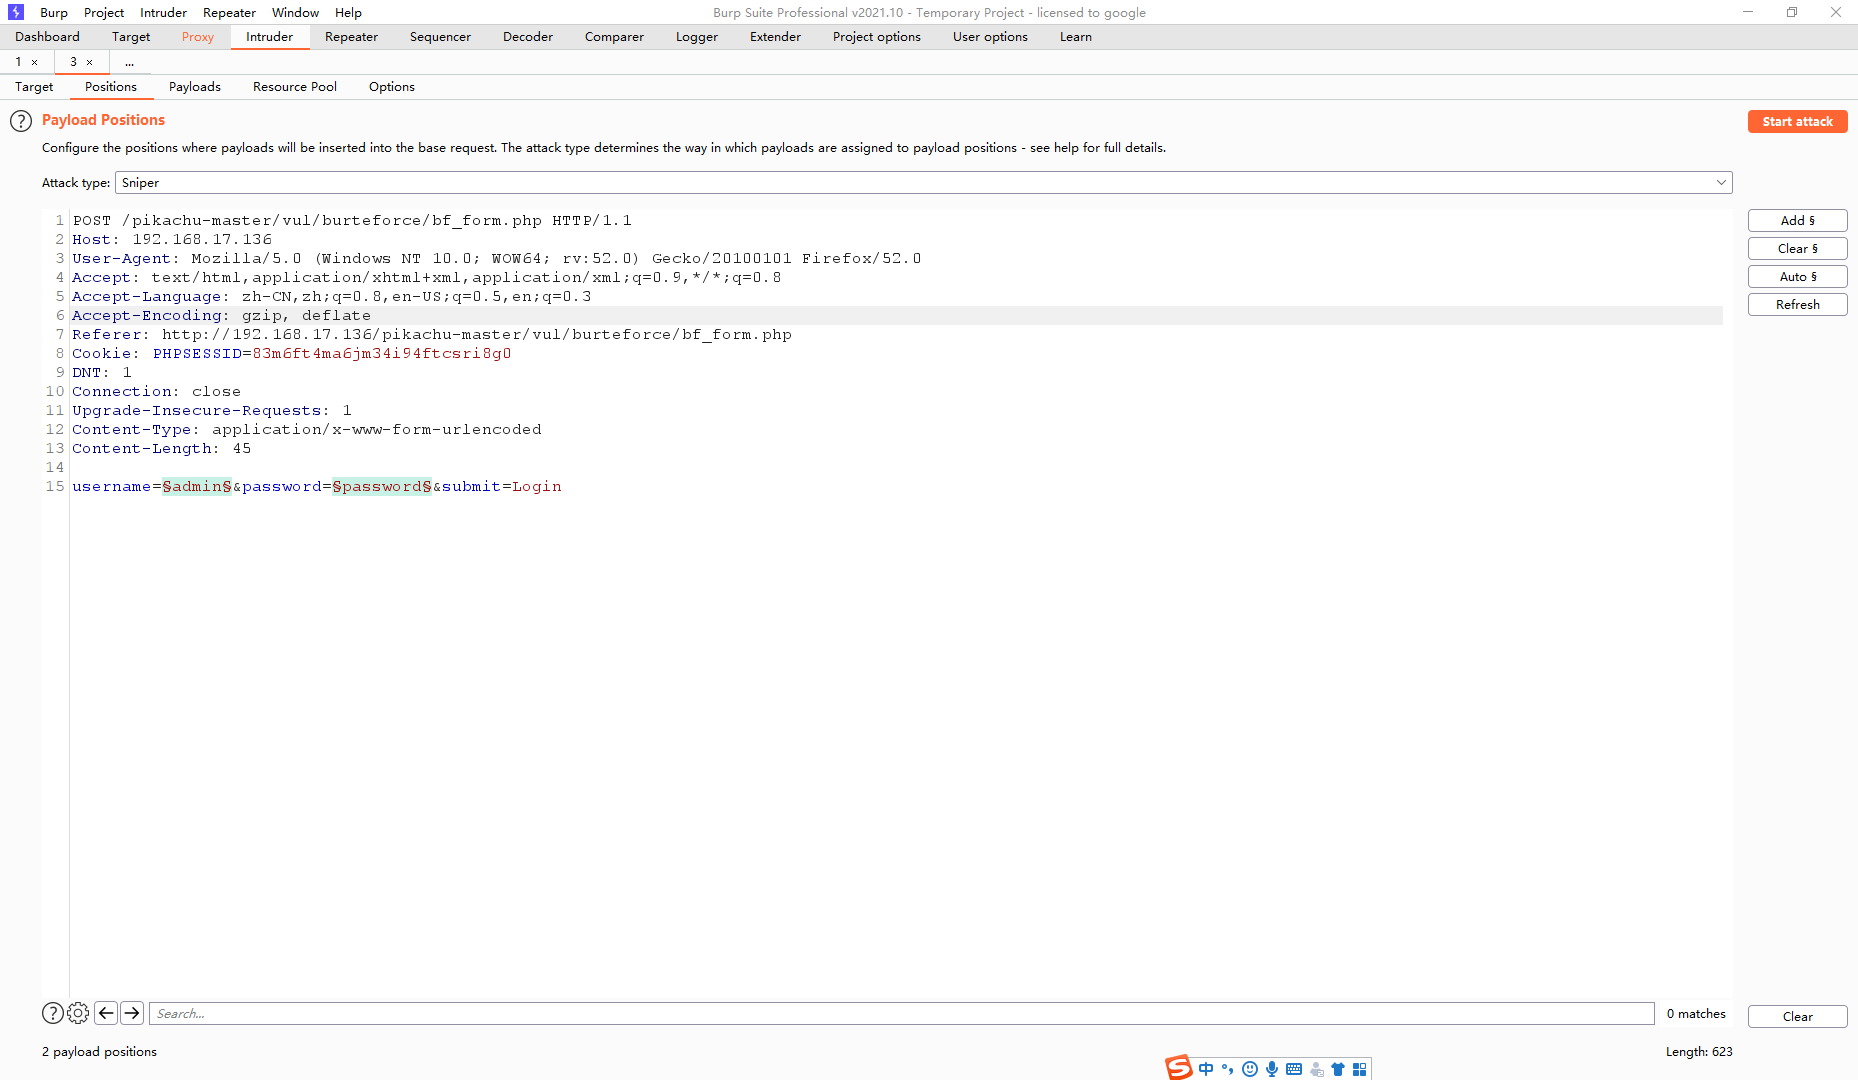 Burp Project Intruder Repeater Window Help Burp Suite Professional v2021.10 - Temporary Project - licensed to google
Dashboard Target Proxy Intruder Repeater Sequencer Decoder Comparer Logger Extender Project options User options Learn
1 × 3 × ...
Target Positions Payloads Resource Pool Options
? Payload Positions Start attack
Configure the positions where payloads will be inserted into the base request. The attack type determines the way in which payloads are assigned to payload positions - see help for full details.
Attack type: Sniper
1 POST /pikachu-master/vul/burteforce/bf_form.php HTTP/1.1
2 Host: 192.168.17.136
3 User-Agent: Mozilla/5.0 (Windows NT 10.0; WOW64; rv:52.0) Gecko/20100101 Firefox/52.0
4 Accept: text/html,application/xhtml+xml,application/xml;q=0.9,*/*;q=0.8
5 Accept-Language: zh-CN,zh;q=0.8,en-US;q=0.5,en;q=0.3
6 Accept-Encoding: gzip, deflate
7 Referer: http://192.168.17.136/pikachu-master/vul/burteforce/bf_form.php
8 Cookie: PHPSESSID=83m6ft4ma6jm34i94ftcsri8g0
9 DNT: 1
10 Connection: close
11 Upgrade-Insecure-Requests: 1
12 Content-Type: application/x-www-form-urlencoded
13 Content-Length: 45
14
15 username=§admin§&password=§password§&submit=Login
Add §
Clear §
Auto §
Refresh
? Search... 0 matches Clear
2 payload positions Length: 623
S 中 °,